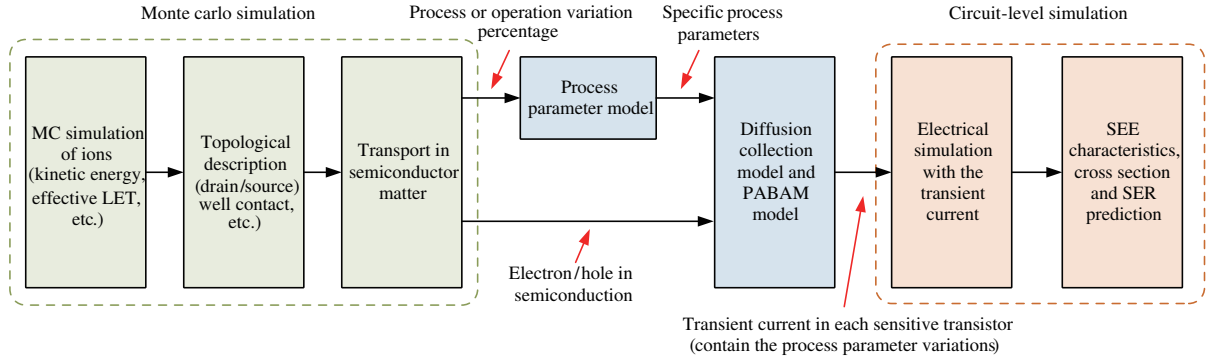 Monte carlo simulation
Process or operation variation
percentage
Specific process
parameters
Circuit-level simulation
MC simulation
of ions
(kinetic energy,
effective LET,
etc.)
Topological
description
(drain/source)
well contact,
etc.)
Transport in
semiconductor
matter
Process
parameter model
Diffusion
collection
model and
PABAM
model
Electrical
simulation
with the
transient
current
SEE
characteristics,
cross section
and SER
prediction
Electron/hole in
semiconduction
Transient current in each sensitive transistor
(contain the process parameter variations)